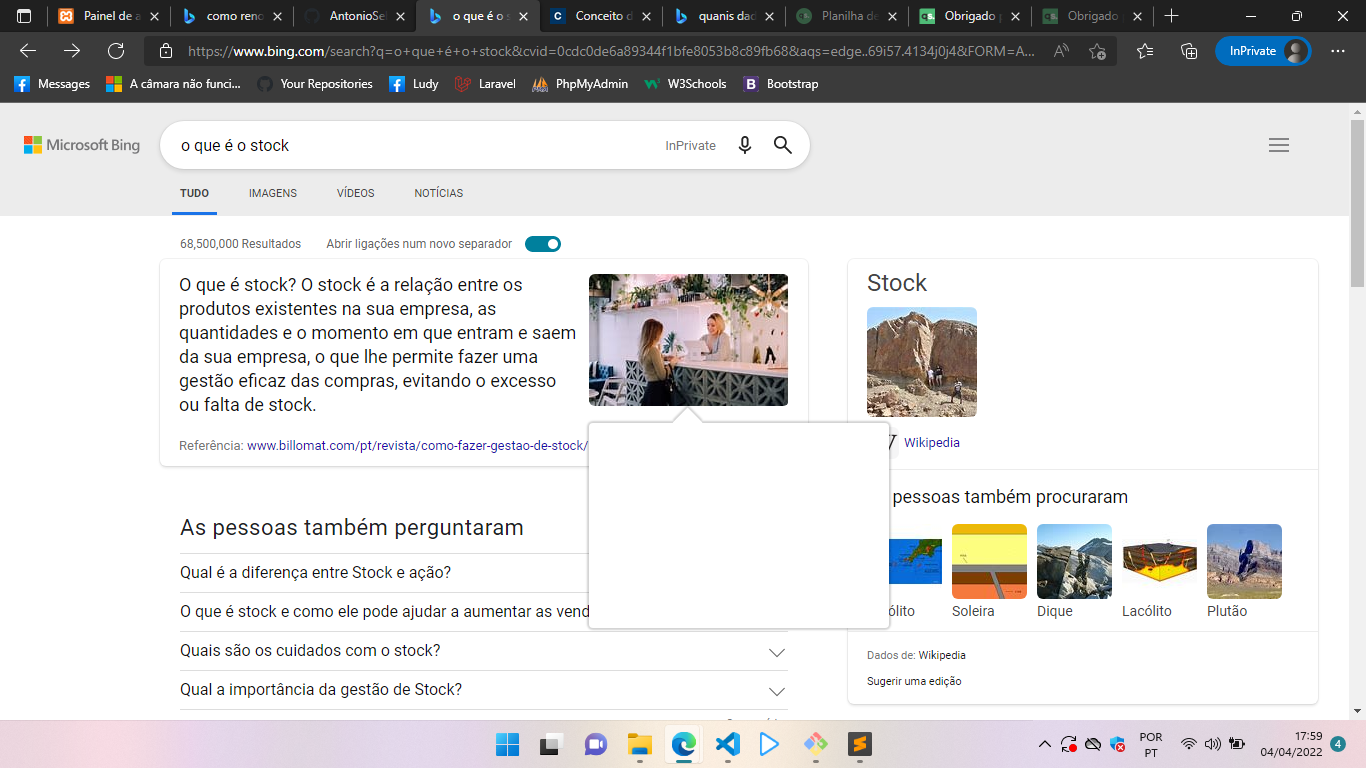 Painel de a
como reno
AntonioSe
o que é o s
Conceito d
quanis dad
Planilha de
Obrigado p
Obrigado p
https://www.bing.com/search?q=o+que+é+o+stock&cvid=0cdc0de6a89344f1bfe8053b8c89fb68&aqs=edge..69i57.4134j0j4&FORM=A...
InPrivate
Messages
A câmara não funci...
Your Repositories
Ludy
Laravel
PhpMyAdmin
W3Schools
Bootstrap
Microsoft Bing
o que é o stock
InPrivate
TUDO
IMAGENS
VÍDEOS
NOTÍCIAS
68,500,000 Resultados
Abrir ligações num novo separador
O que é stock? O stock é a relação entre os
produtos existentes na sua empresa, as
quantidades e o momento em que entram e saem
da sua empresa, o que lhe permite fazer uma
gestão eficaz das compras, evitando o excesso
ou falta de stock.
Referência: www.billomat.com/pt/revista/como-fazer-gestao-de-stock/
As pessoas também perguntaram
Qual é a diferença entre Stock e ação?
O que é stock e como ele pode ajudar a aumentar as vend
Quais são os cuidados com o stock?
Qual a importância da gestão de Stock?
Stock
Wikipedia
pessoas também procuraram
ólito
Soleira
Dique
Lacólito
Plutão
Dados de: Wikipedia
Sugerir uma edição
POR
PT
17:59
04/04/2022
4